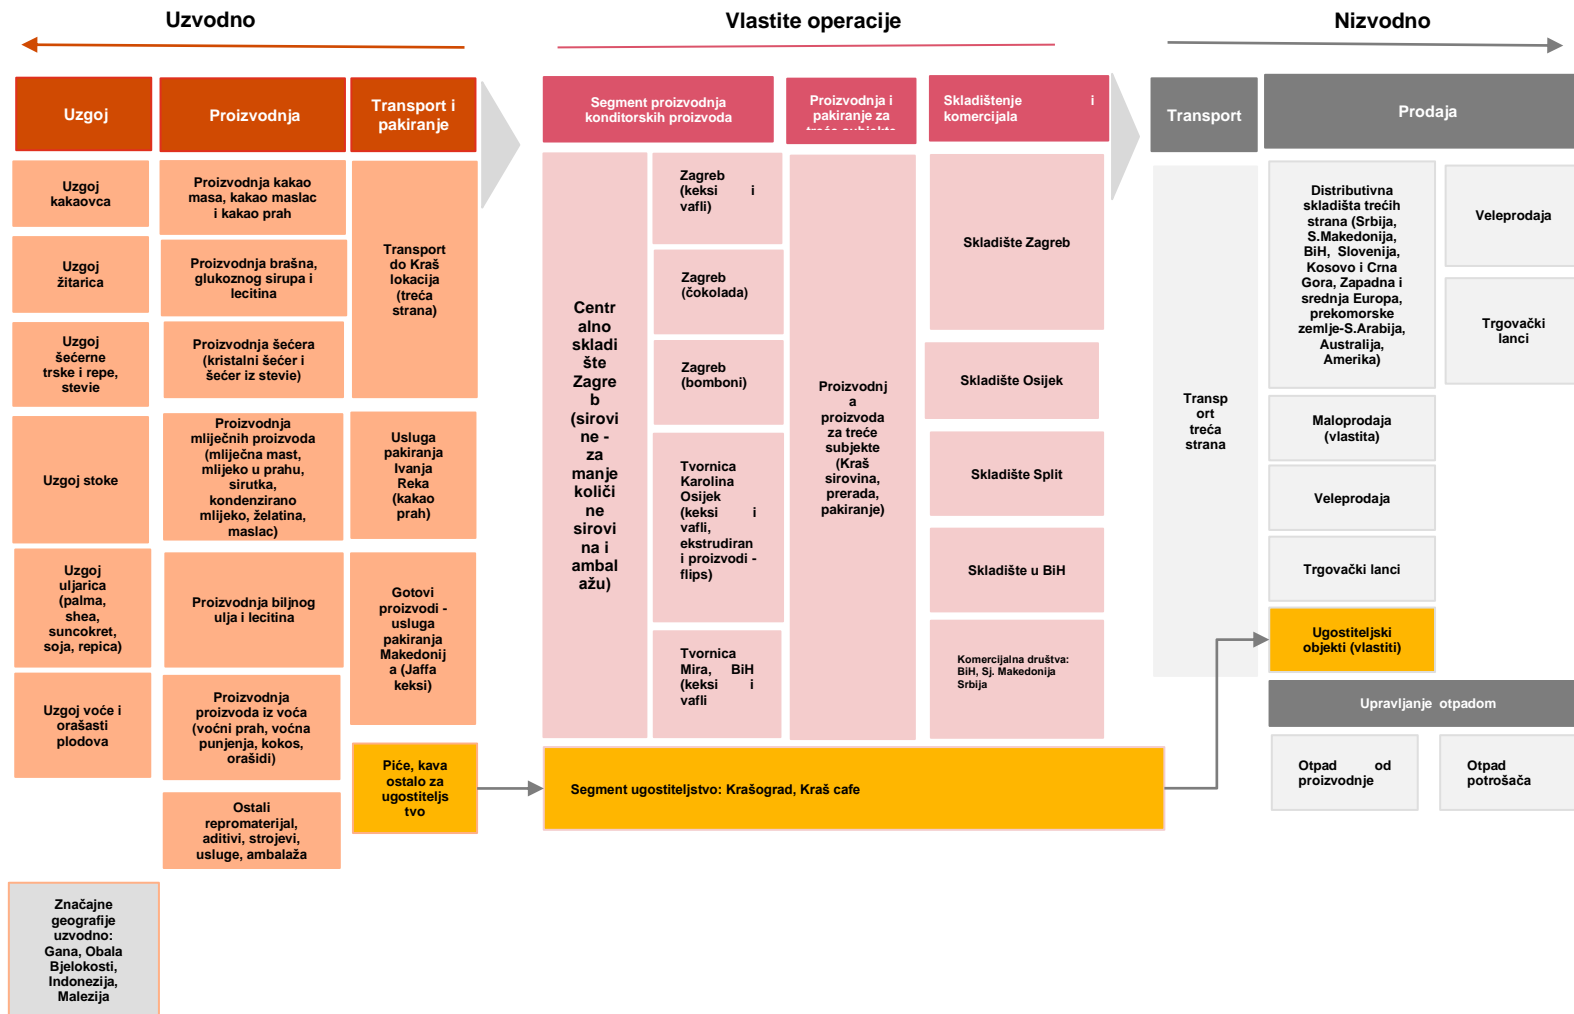 Uzvodno
Vlastite operacije
Nizvodno
Uzgoj
Proizvodnja
Transport i
pakiranje
Segment proizvodnja
konditorskih proizvoda
Proizvodnja i
pakiranje za
treće subjekte
Skladištenje i
komercijala
Transport
Prodaja
Uzgoj
kakaovca
Uzgoj
žitarica
Uzgoj
šećerne
trske i repe,
stevie
Uzgoj stoke
Uzgoj
uljarica
(palma,
shea,
suncokret,
soja, repica)
Uzgoj voće i
orašasti
plodova
Proizvodnja kakao
masa, kakao maslac
i kakao prah
Proizvodnja brašna,
glukoznog sirupa i
lecitina
Proizvodnja šećera
(kristalni šećer i
šećer iz stevie)
Proizvodnja
mliječnih proizvoda
(mliječna mast,
mlijeko u prahu,
sirutka,
kondenzirano
mlijeko, želatina,
maslac)
Proizvodnja biljnog
ulja i lecitina
Proizvodnja
proizvoda iz voća
(voćni prah, voćna
punjenja, kokos,
orašidi)
Ostali
repromaterijal,
aditivi, strojevi,
usluge, ambalaža
Transport
do Kraš
lokacija
(treća
strana)
Usluga
pakiranja
Ivanja
Reka
(kakao
prah)
Gotovi
proizvodi -
usluga
pakiranja
Makedonij
a (Jaffa
keksi)
Piće, kava
ostalo za
ugostiteljs
tvo
Centr
alno
skladi
šte
Zagre
b
(sirovi
ne -
za
manje
količi
ne
sirovi
na i
ambal
ažu)
Zagreb
(keksi i
vafli)
Zagreb
(čokolada)
Zagreb
(bomboni)
Tvornica
Karolina
Osijek
(keksi i
vafli,
ekstrudiran
i proizvodi -
flips)
Tvornica
Mira, BiH
(keksi i
vafli
Proizvodnj
a
proizvoda
za treće
subjekte
(Kraš
sirovina,
prerada,
pakiranje)
Skladište Zagreb
Skladište Osijek
Skladište Split
Skladište u BiH
Komercijalna društva:
BiH, Sj. Makedonija
Srbija
Segment ugostiteljstvo: Krašograd, Kraš cafe
Transp
ort
treća
strana
Distributivna
skladišta trećih
strana (Srbija,
S.Makedonija,
BiH, Slovenija,
Kosovo i Crna
Gora, Zapadna i
srednja Europa,
prekomorske
zemlje-S.Arabija,
Australija,
Amerika)
Maloprodaja
(vlastita)
Veleprodaja
Trgovački lanci
Ugostiteljski
objekti (vlastiti)
Veleprodaja
Trgovački
lanci
Upravljanje otpadom
Otpad od
proizvodnje
Otpad
potrošača
Značajne
geografije
uzvodno:
Gana, Obala
Bjelokosti,
Indonezija,
Malezija